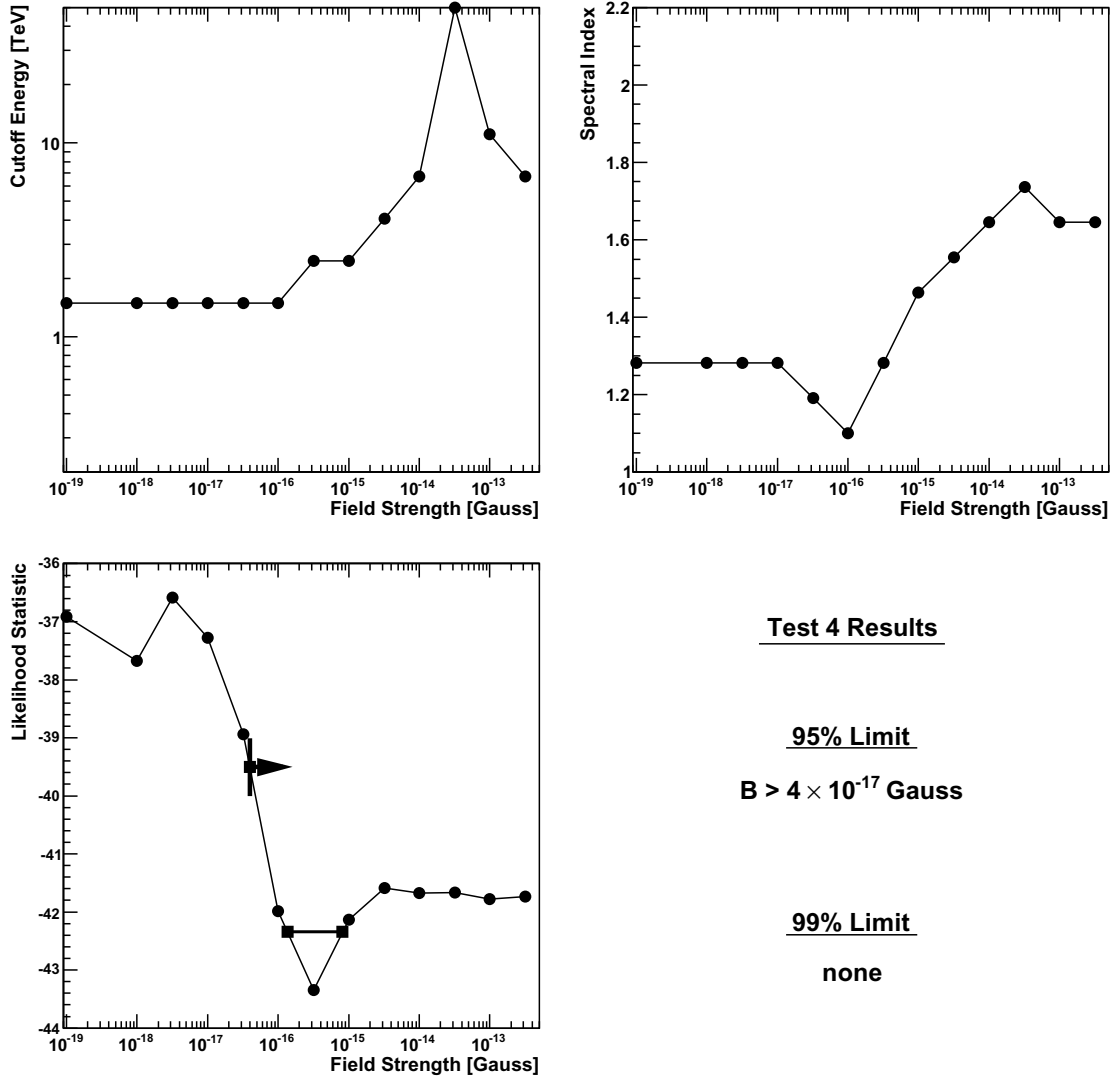 Cutoff Energy [TeV]
10
1
10-19 10-18 10-17 10-16 10-15 10-14 10-13
Field Strength [Gauss]
Spectral Index
2.2
2
1.8
1.6
1.4
1.2
1
10-19 10-18 10-17 10-16 10-15 10-14 10-13
Field Strength [Gauss]
Likelihood Statistic
-36
-37
-38
-39
-40
-41
-42
-43
-44
10-19 10-18 10-17 10-16 10-15 10-14 10-13
Field Strength [Gauss]
Test 4 Results
95% Limit
B > 4 × 10-17 Gauss
99% Limit
none